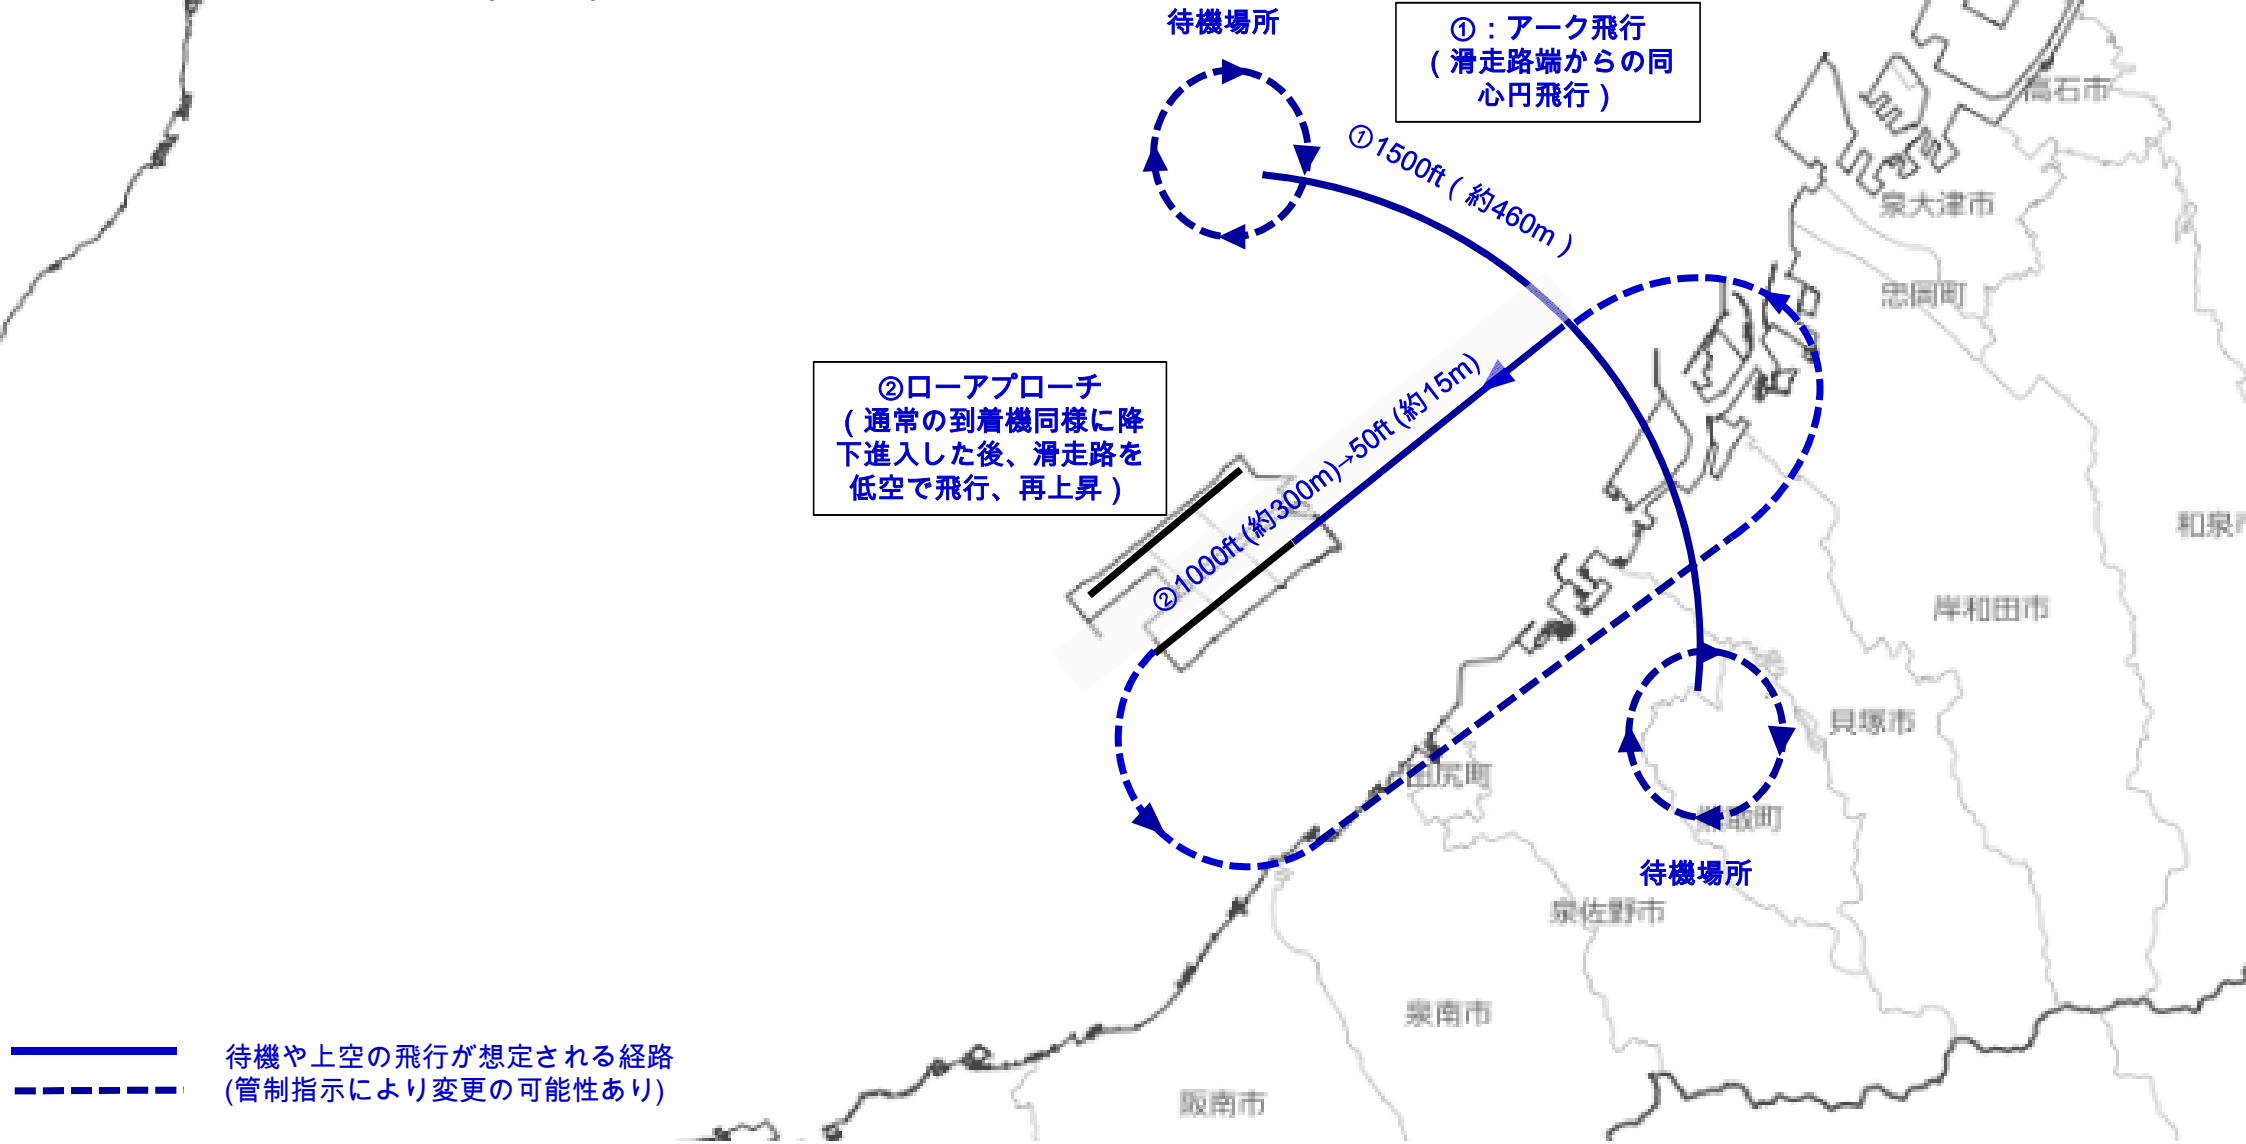 待機場所
①：アーク飛行
（滑走路端からの同
心円飛行）
①1500ft（約460m）
高石市
泉大津市
忠岡町
②ローアプローチ
（通常の到着機同様に降
下進入した後、滑走路を
低空で飛行、再上昇）
②1000ft(約300m)→50ft(約15m)
和泉
岸和田市
貝塚市
田尻町
熊取町
待機場所
泉佐野市
泉南市
阪南市
待機や上空の飛行が想定される経路
(管制指示により変更の可能性あり)